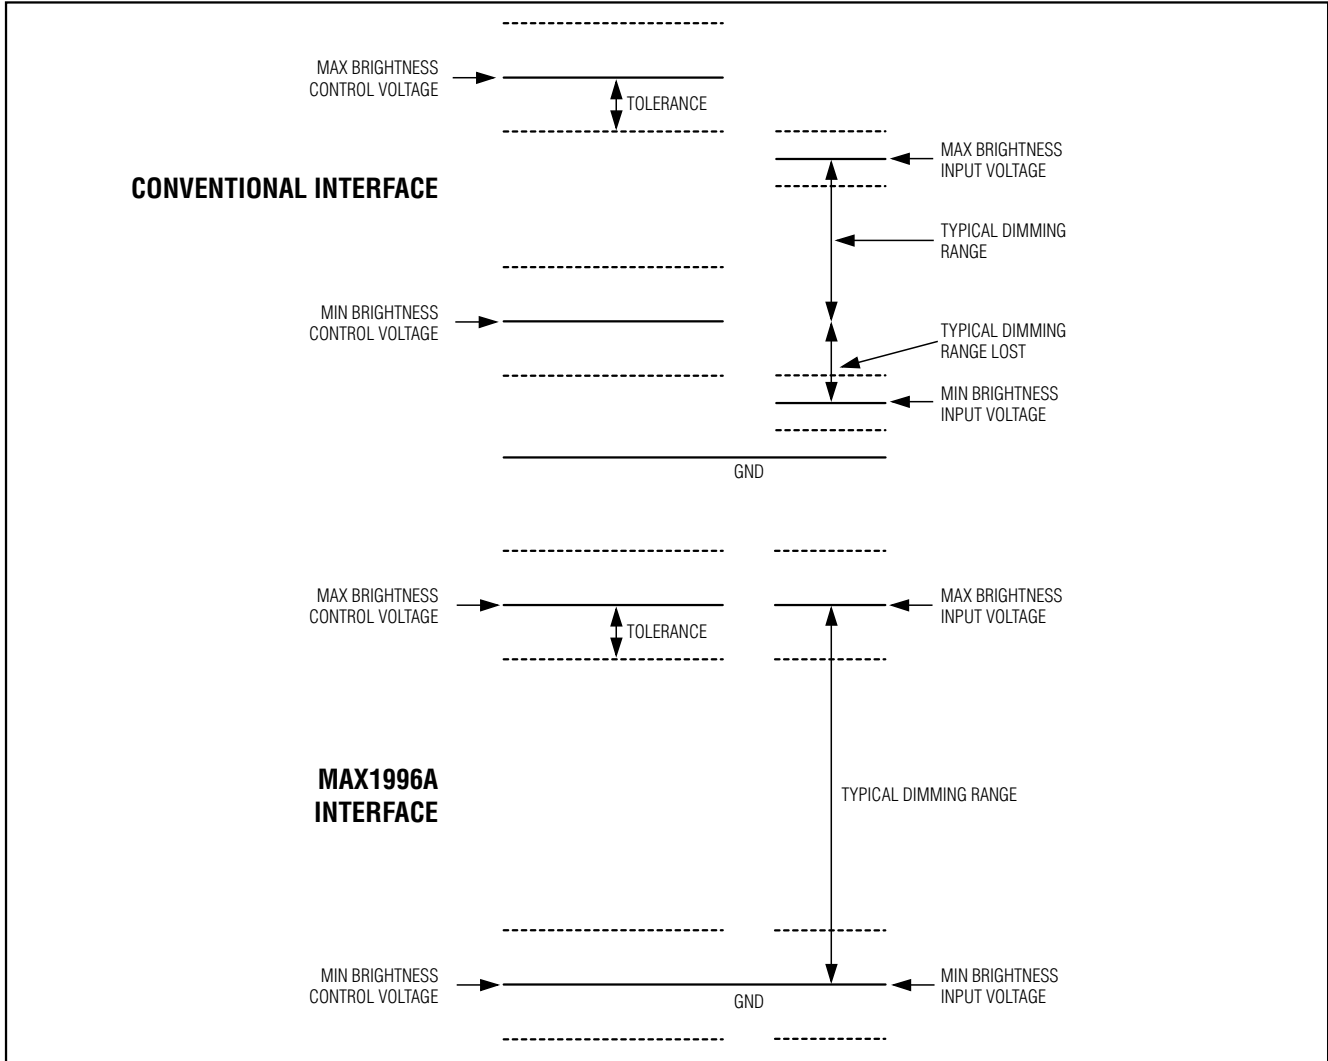 MAX BRIGHTNESS
CONTROL VOLTAGE
TOLERANCE
MAX BRIGHTNESS
INPUT VOLTAGE
CONVENTIONAL INTERFACE
TYPICAL DIMMING
RANGE
MIN BRIGHTNESS
CONTROL VOLTAGE
TYPICAL DIMMING
RANGE LOST
MIN BRIGHTNESS
INPUT VOLTAGE
GND
MAX BRIGHTNESS
CONTROL VOLTAGE
MAX BRIGHTNESS
INPUT VOLTAGE
TOLERANCE
MAX1996A
INTERFACE
TYPICAL DIMMING RANGE
MIN BRIGHTNESS
CONTROL VOLTAGE
MIN BRIGHTNESS
INPUT VOLTAGE
GND